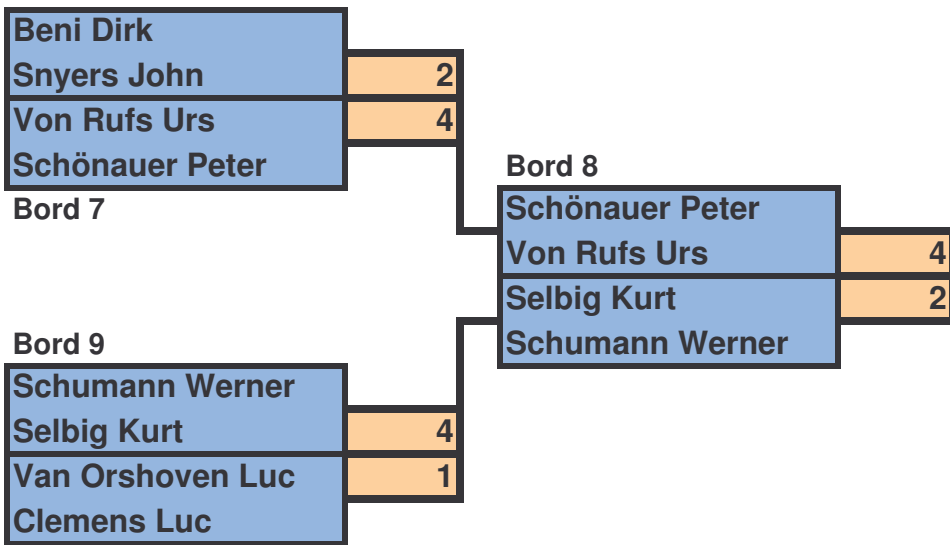 Beni Dirk
Snyers John 2
Von Rufs Urs 4
Schönauer Peter
Bord 7
Bord 8
Schönauer Peter
Von Rufs Urs 4
Selbig Kurt 2
Schumann Werner
Bord 9
Schumann Werner
Selbig Kurt 4
Van Orshoven Luc 1
Clemens Luc